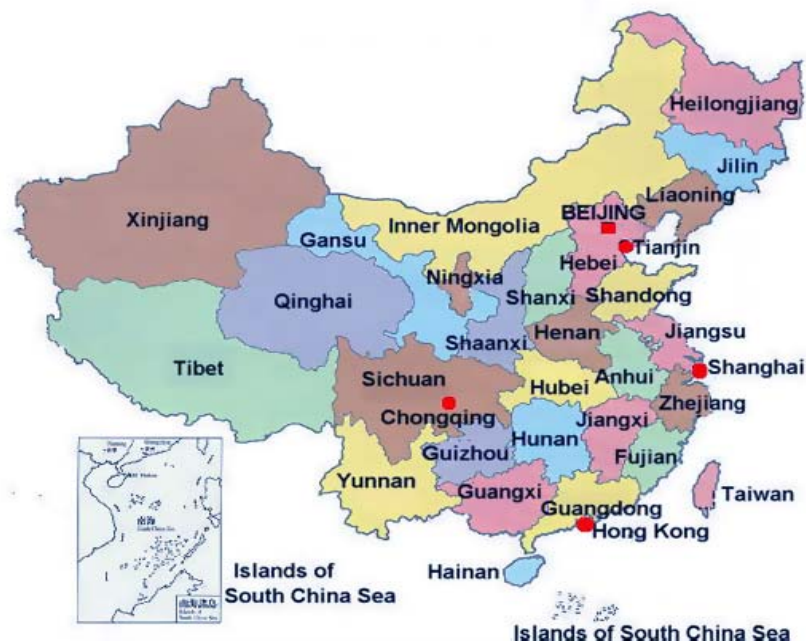 Heilongjiang
Jilin
Liaoning
Xinjiang
Inner Mongolia
BEIJING
Gansu
Tianjin
Hebei
Ningxia
Qinghai
Shanxi
Shandong
Henan
Jiangsu
Shaanxi
Tibet
Sichuan
Shanghai
Hubei
Anhui
Zhejiang
Chongqing
Jiangxi
Hunan
Guizhou
Fujian
Yunnan
Guangxi
Taiwan
Guangdong
Hong Kong
Hainan
Islands of
South China Sea
Islands of South China Sea